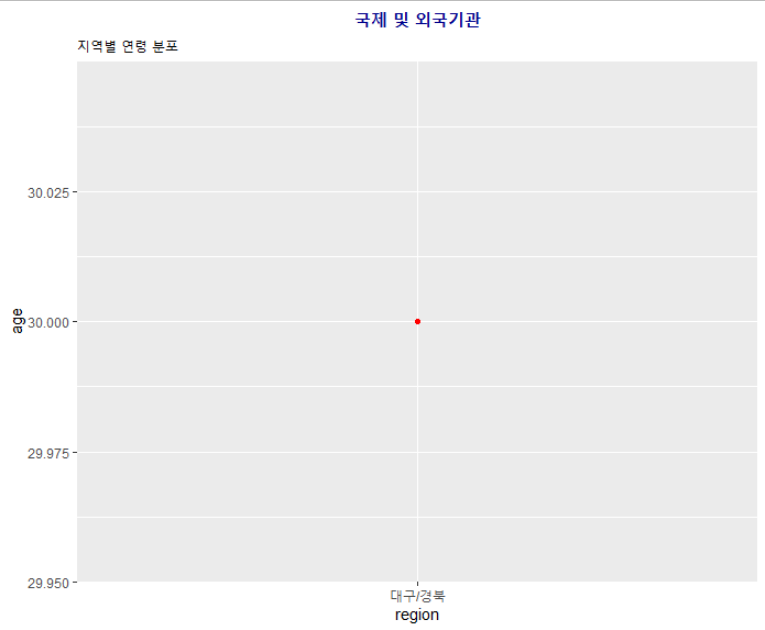 국제 및 외국기관
지역별 연령 분포
30.025
30.000
29.975
29.950
age
대구/경북
region